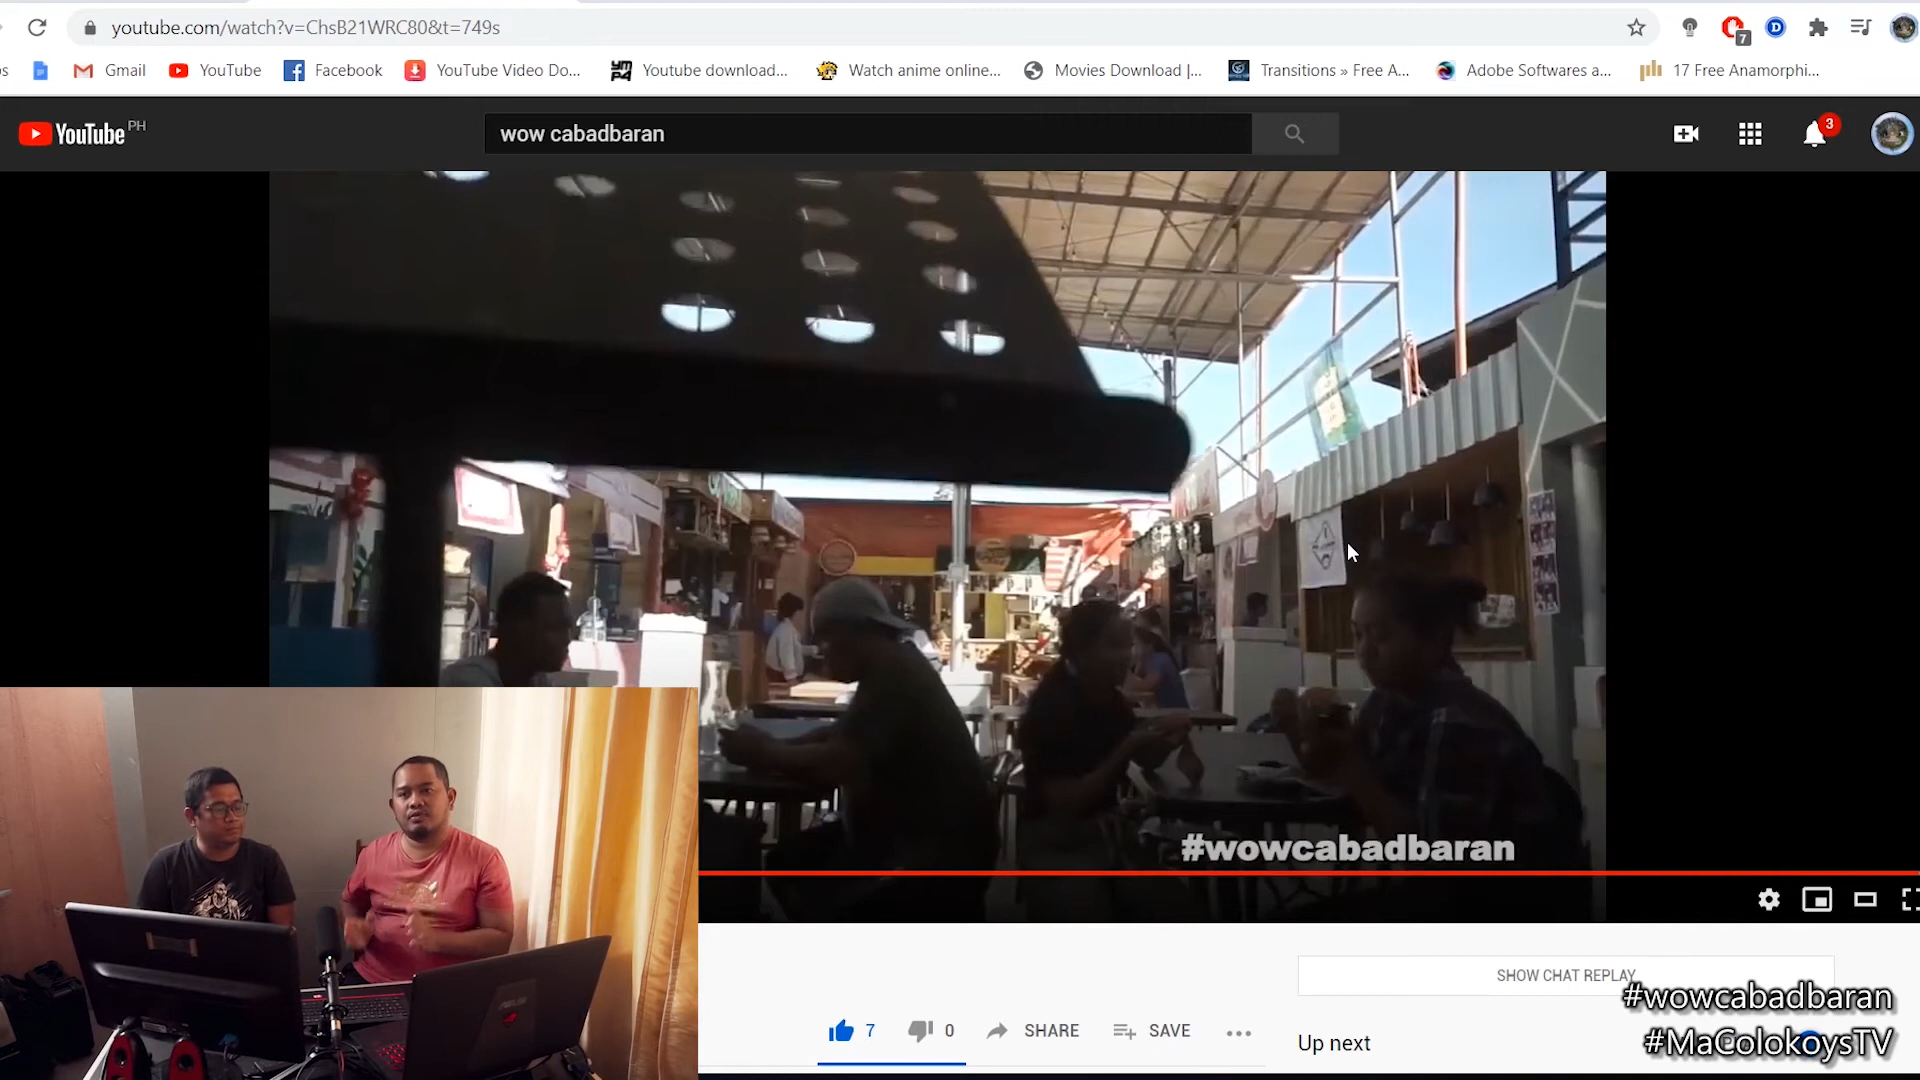 youtube.com/watch?v=ChsB21WRC80&t=749s
7
Gmail
YouTube
Facebook
YouTube Video Do...
Youtube download...
Watch anime online...
Movies Download |...
Transitions » Free A...
Adobe Softwares a...
17 Free Anamorphi...
YouTube PH
wow cabadbaran
3
#wowcabadbaran
SHOW CHAT REPLAY
#wowcabadbaran
7
0
SHARE
SAVE
Up next
#MaColokoysTV